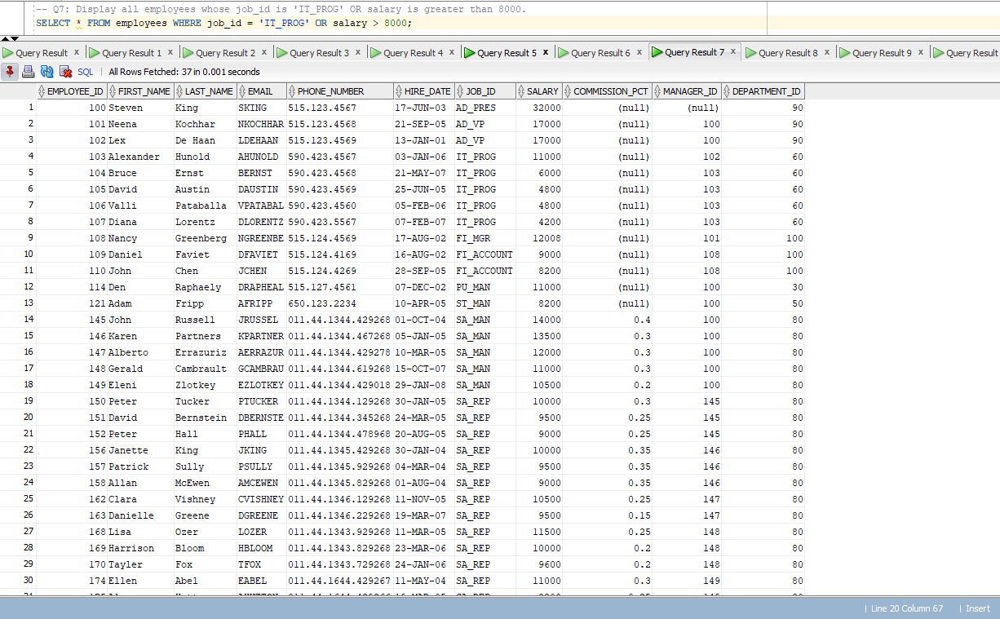 -- Q7: Display all employees whose job_id is 'IT_PROG' OR salary is greater than 8000.
SELECT * FROM employees WHERE job_id = 'IT_PROG' OR salary > 8000;
Query Result x Query Result 1 x Query Result 2 x Query Result 3 x Query Result 4 x Query Result 5 x Query Result 6 x Query Result 7 x Query Result 8 x Query Result 9 x Query Result
SQL | All Rows Fetched: 37 in 0.001 seconds
EMPLOYEE_ID FIRST_NAME LAST_NAME EMAIL PHONE_NUMBER HIRE_DATE JOB_ID SALARY COMMISSION_PCT MANAGER_ID DEPARTMENT_ID
1 100 Steven King SKING 515.123.4567 17-JUN-03 AD_PRES 32000 (null) (null) 90
2 101 Neena Kochhar NKOCHHAR 515.123.4568 21-SEP-05 AD_VP 17000 (null) 100 90
3 102 Lex De Haan LDEHAAN 515.123.4569 13-JAN-01 AD_VP 17000 (null) 100 90
4 103 Alexander Hunold AHUNOLD 590.423.4567 03-JAN-06 IT_PROG 11000 (null) 102 60
5 104 Bruce Ernst BERNST 590.423.4568 21-MAY-07 IT_PROG 6000 (null) 103 60
6 105 David Austin DAUSTIN 590.423.4569 25-JUN-05 IT_PROG 4800 (null) 103 60
7 106 Valli Pataballa VPATABAL 590.423.4560 05-FEB-06 IT_PROG 4800 (null) 103 60
8 107 Diana Lorentz DLORENTZ 590.423.5567 07-FEB-07 IT_PROG 4200 (null) 103 60
9 108 Nancy Greenberg NGREENBE 515.124.4569 17-AUG-02 FI_MGR 12008 (null) 101 100
10 109 Daniel Faviet DFAVIET 515.124.4169 16-AUG-02 FI_ACCOUNT 9000 (null) 108 100
11 110 John Chen JCHEN 515.124.4269 28-SEP-05 FI_ACCOUNT 8200 (null) 108 100
12 114 Den Raphaely DRAPHEAL 515.127.4561 07-DEC-02 PU_MAN 11000 (null) 100 30
13 121 Adam Fripp AFRIPP 650.123.2234 10-APR-05 ST_MAN 8200 (null) 100 50
14 145 John Russell JRUSSEL 011.44.1344.429268 01-OCT-04 SA_MAN 14000 0.4 100 80
15 146 Karen Partners KPARTNER 011.44.1344.467268 05-JAN-05 SA_MAN 13500 0.3 100 80
16 147 Alberto Errazuriz AERRAZUR 011.44.1344.429278 10-MAR-05 SA_MAN 12000 0.3 100 80
17 148 Gerald Cambrault GCAMBRAU 011.44.1344.619268 15-OCT-07 SA_MAN 11000 0.3 100 80
18 149 Eleni Zlotkey EZLOTKEY 011.44.1344.429018 29-JAN-08 SA_MAN 10500 0.2 100 80
19 150 Peter Tucker PTUCKER 011.44.1344.129268 30-JAN-05 SA_REP 10000 0.3 145 80
20 151 David Bernstein DBERNSTE 011.44.1344.345268 24-MAR-05 SA_REP 9500 0.25 145 80
21 152 Peter Hall PHALL 011.44.1344.478968 20-AUG-05 SA_REP 9000 0.25 145 80
22 156 Janette King JKING 011.44.1345.429268 30-JAN-04 SA_REP 10000 0.35 146 80
23 157 Patrick Sully PSULLY 011.44.1345.929268 04-MAR-04 SA_REP 9500 0.35 146 80
24 158 Allan McEwen AMCEWEN 011.44.1345.829268 01-AUG-04 SA_REP 9000 0.35 146 80
25 162 Clara Vishney CVISHNEY 011.44.1346.129268 11-NOV-05 SA_REP 10500 0.25 147 80
26 163 Danielle Greene DGREENE 011.44.1346.229268 19-MAR-07 SA_REP 9500 0.15 147 80
27 168 Lisa Ozer LOZER 011.44.1343.929268 11-MAR-05 SA_REP 11500 0.25 148 80
28 169 Harrison Bloom HBLOOM 011.44.1343.829268 23-MAR-06 SA_REP 10000 0.2 148 80
29 170 Tayler Fox TFOX 011.44.1343.729268 24-JAN-06 SA_REP 9600 0.2 148 80
30 174 Ellen Abel EABEL 011.44.1644.429267 11-MAY-04 SA_REP 11000 0.3 149 80
| Line 20 Column 67 | Insert